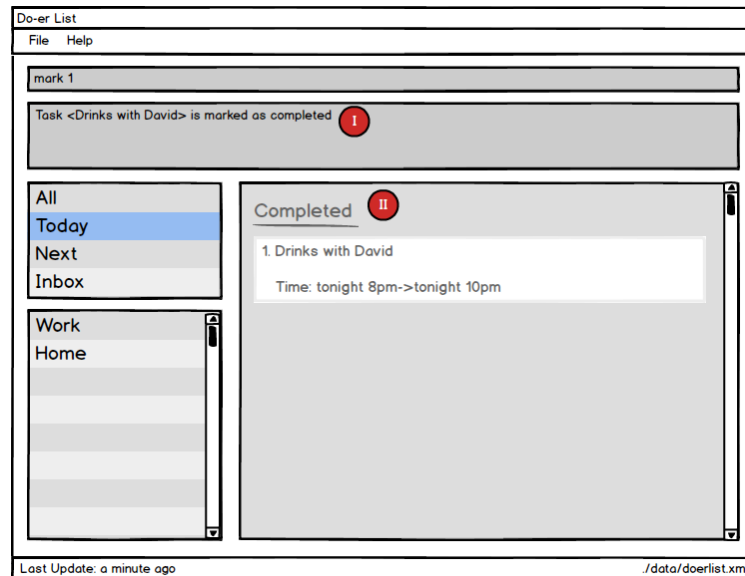 Do-er List
File Help
mark 1
Task <Drinks with David> is marked as completed I
All
Today
Next
Inbox
Work
Home
Completed II
1. Drinks with David
Time: tonight 8pm->tonight 10pm
Last Update: a minute ago ./data/doerlist.xm